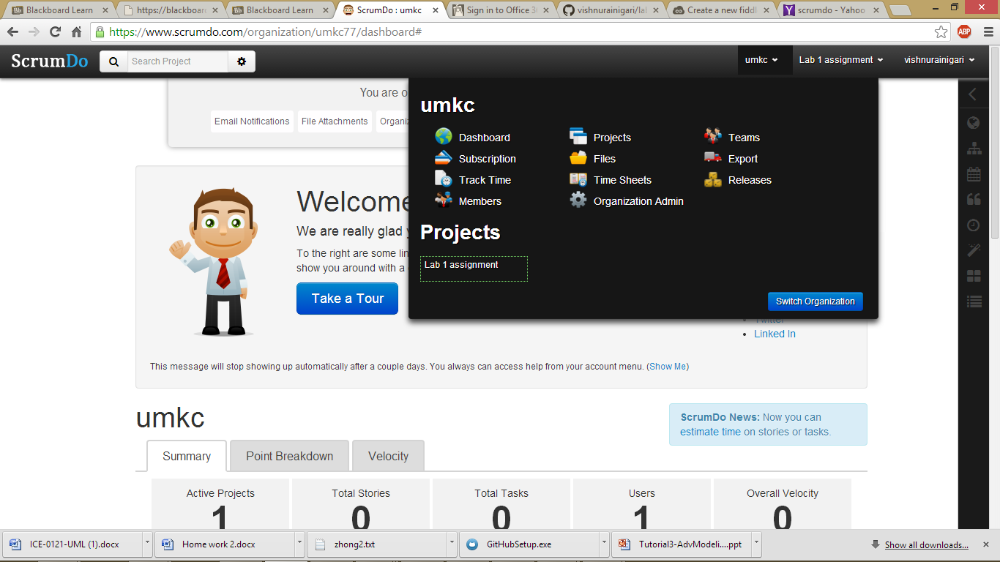 Blackboard Learn
https://blackboar
Blackboard Learn
ScrumDo : umkc
Sign in to Office 36
vishnurainigari/lal
Create a new fiddl
scrumdo - Yahoo
https://www.scrumdo.com/organization/umkc77/dashboard#
ABP
ScrumDo
Search Project
umkc
Lab 1 assignment
vishnurainigari
You are o
Email Notifications
File Attachments
Organiz
umkc
Dashboard
Projects
Teams
Subscription
Files
Export
Track Time
Time Sheets
Releases
Members
Organization Admin
Projects
Lab 1 assignment
Switch Organization
Welcome
We are really glad y
To the right are some lin
show you around with a
Take a Tour
Twitter
Linked In
This message will stop showing up automatically after a couple days. You always can access help from your account menu. (Show Me)
umkc
ScrumDo News: Now you can
estimate time on stories or tasks.
Summary
Point Breakdown
Velocity
Active Projects
Total Stories
Total Tasks
Users
Overall Velocity
1
0
0
1
0
ICE-0121-UML (1).docx
Home work 2.docx
zhong2.txt
GitHubSetup.exe
Tutorial3-AdvModeli....ppt
Show all downloads...